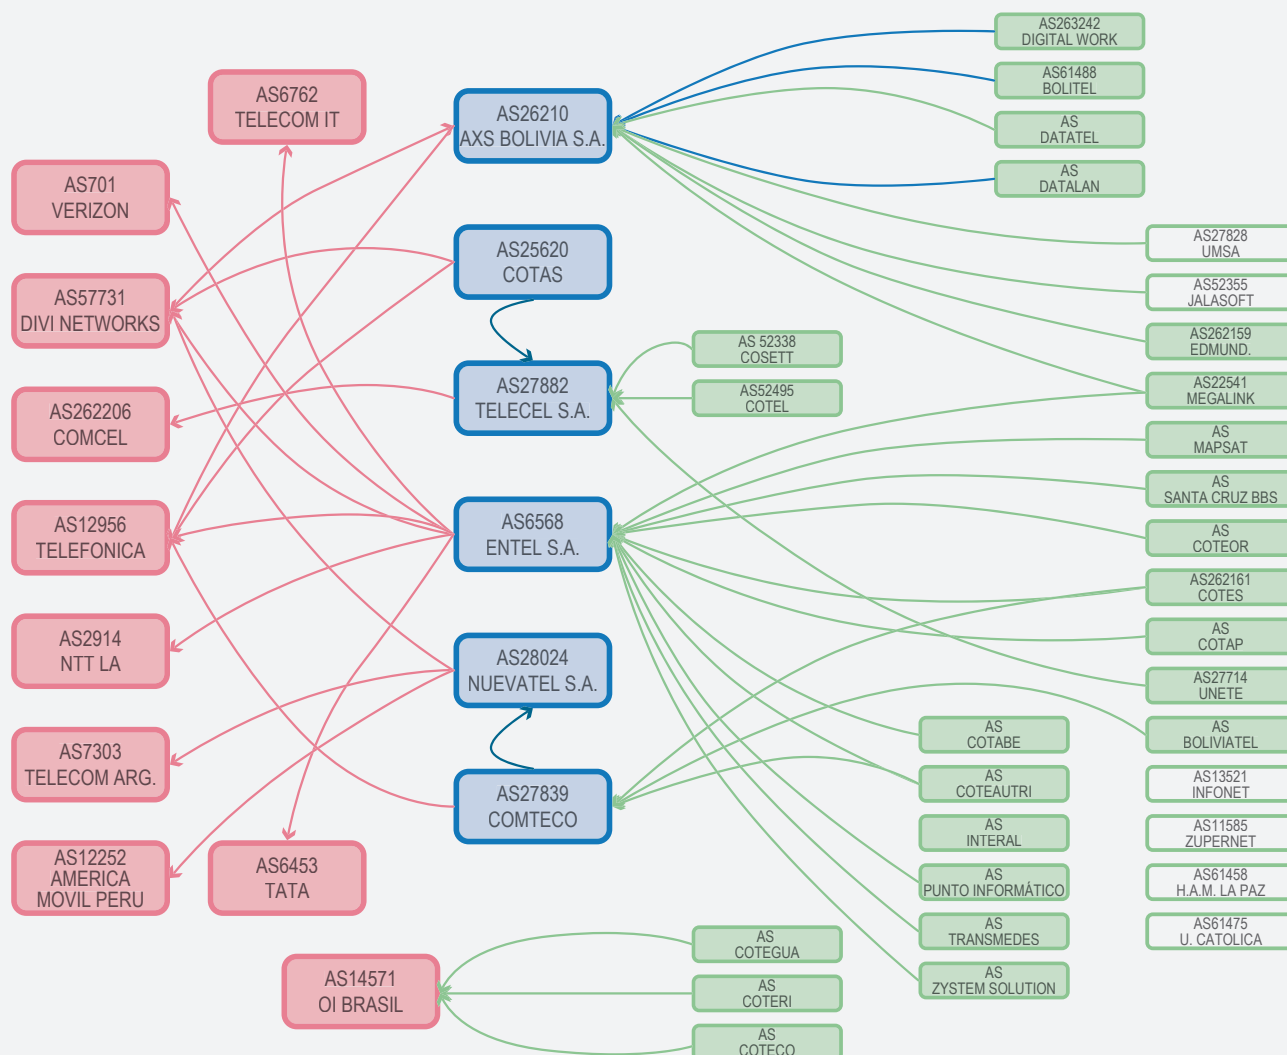 AS6762
TELECOM IT
AS701
VERIZON
AS57731
DIVI NETWORKS
AS262206
COMCEL
AS12956
TELEFONICA
AS2914
NTT LA
AS7303
TELECOM ARG.
AS12252
AMERICA
MOVIL PERU
AS6453
TATA
AS14571
OI BRASIL
AS26210
AXS BOLIVIA S.A.
AS25620
COTAS
AS27882
TELECEL S.A.
AS6568
ENTEL S.A.
AS28024
NUEVATEL S.A.
AS27839
COMTECO
AS 52338
COSETT
AS52495
COTEL
AS
COTEGUA
AS
COTERI
AS
COTECO
AS263242
DIGITAL WORK
AS61488
BOLITEL
AS
DATATEL
AS
DATALAN
AS
COTABE
AS
COTEAUTRI
AS
INTERAL
AS
PUNTO INFORMÁTICO
AS
TRANSMEDES
AS
ZYSTEM SOLUTION
AS27828
UMSA
AS52355
JALASOFT
AS262159
EDMUND.
AS22541
MEGALINK
AS
MAPSAT
AS
SANTA CRUZ BBS
AS
COTEOR
AS262161
COTES
AS
COTAP
AS27714
UNETE
AS
BOLIVIATEL
AS13521
INFONET
AS11585
ZUPERNET
AS61458
H.A.M. LA PAZ
AS61475
U. CATOLICA